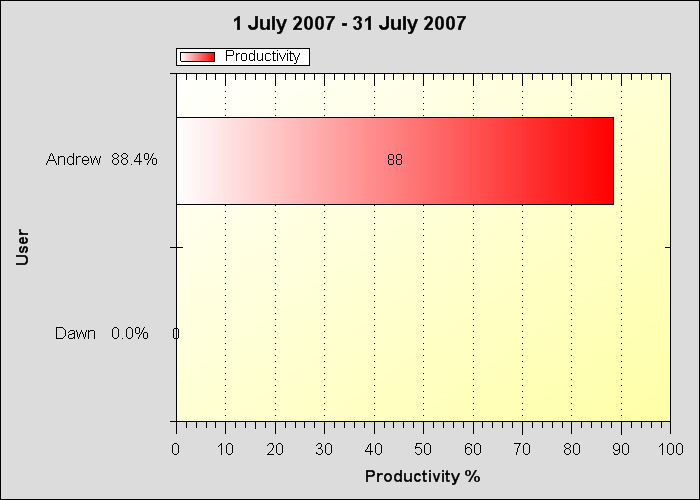 1 July 2007 - 31 July 2007
Productivity
Andrew 88.4%
88
User
Dawn 0.0%
0
0 10 20 30 40 50 60 70 80 90 100
Productivity %